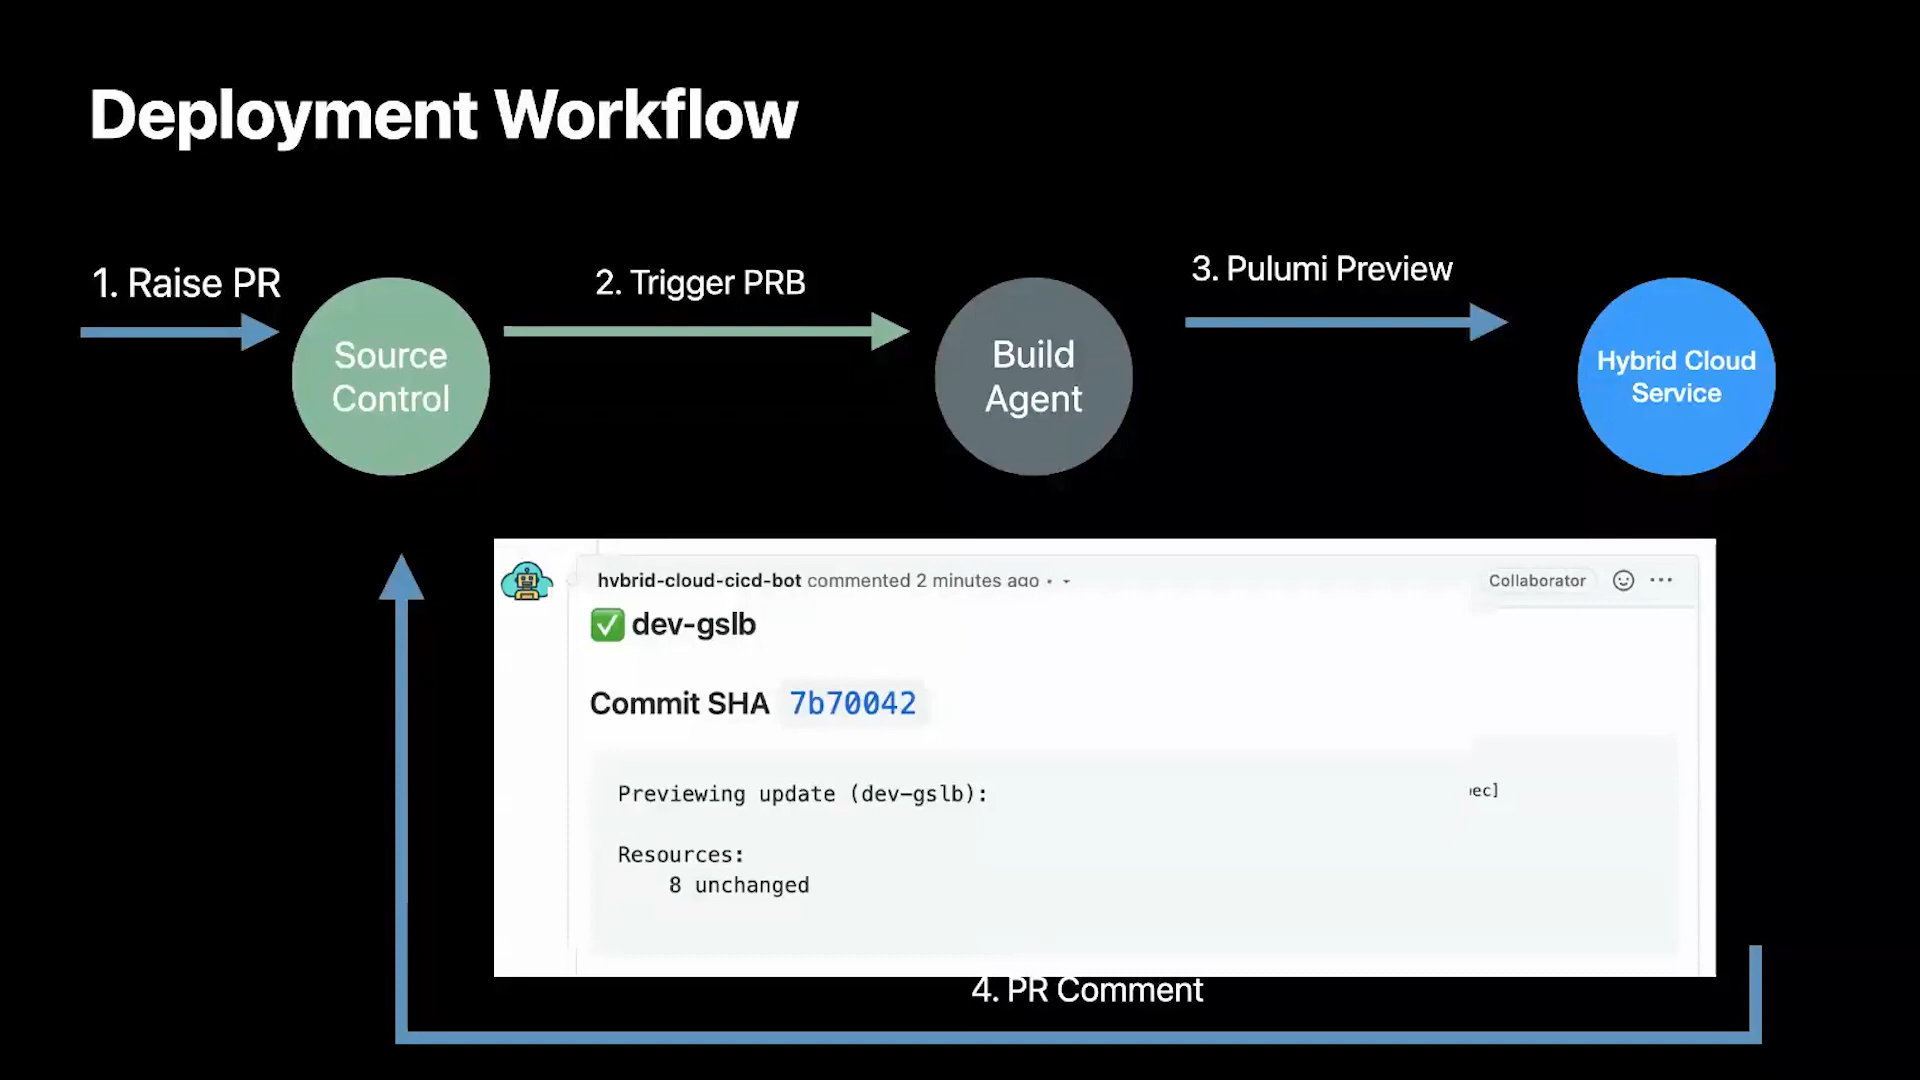 Deployment Workflow
1. Raise PR
2. Trigger PRB
3. Pulumi Preview
Source
Control
Build
Agent
Hybrid Cloud
Service
hybrid-cloud-cicd-bot commented 2 minutes ago
Collaborator
dev-gslb
Commit SHA 7b70042
Previewing update (dev-gslb):
ec]
Resources:
8 unchanged
4. PR Comment